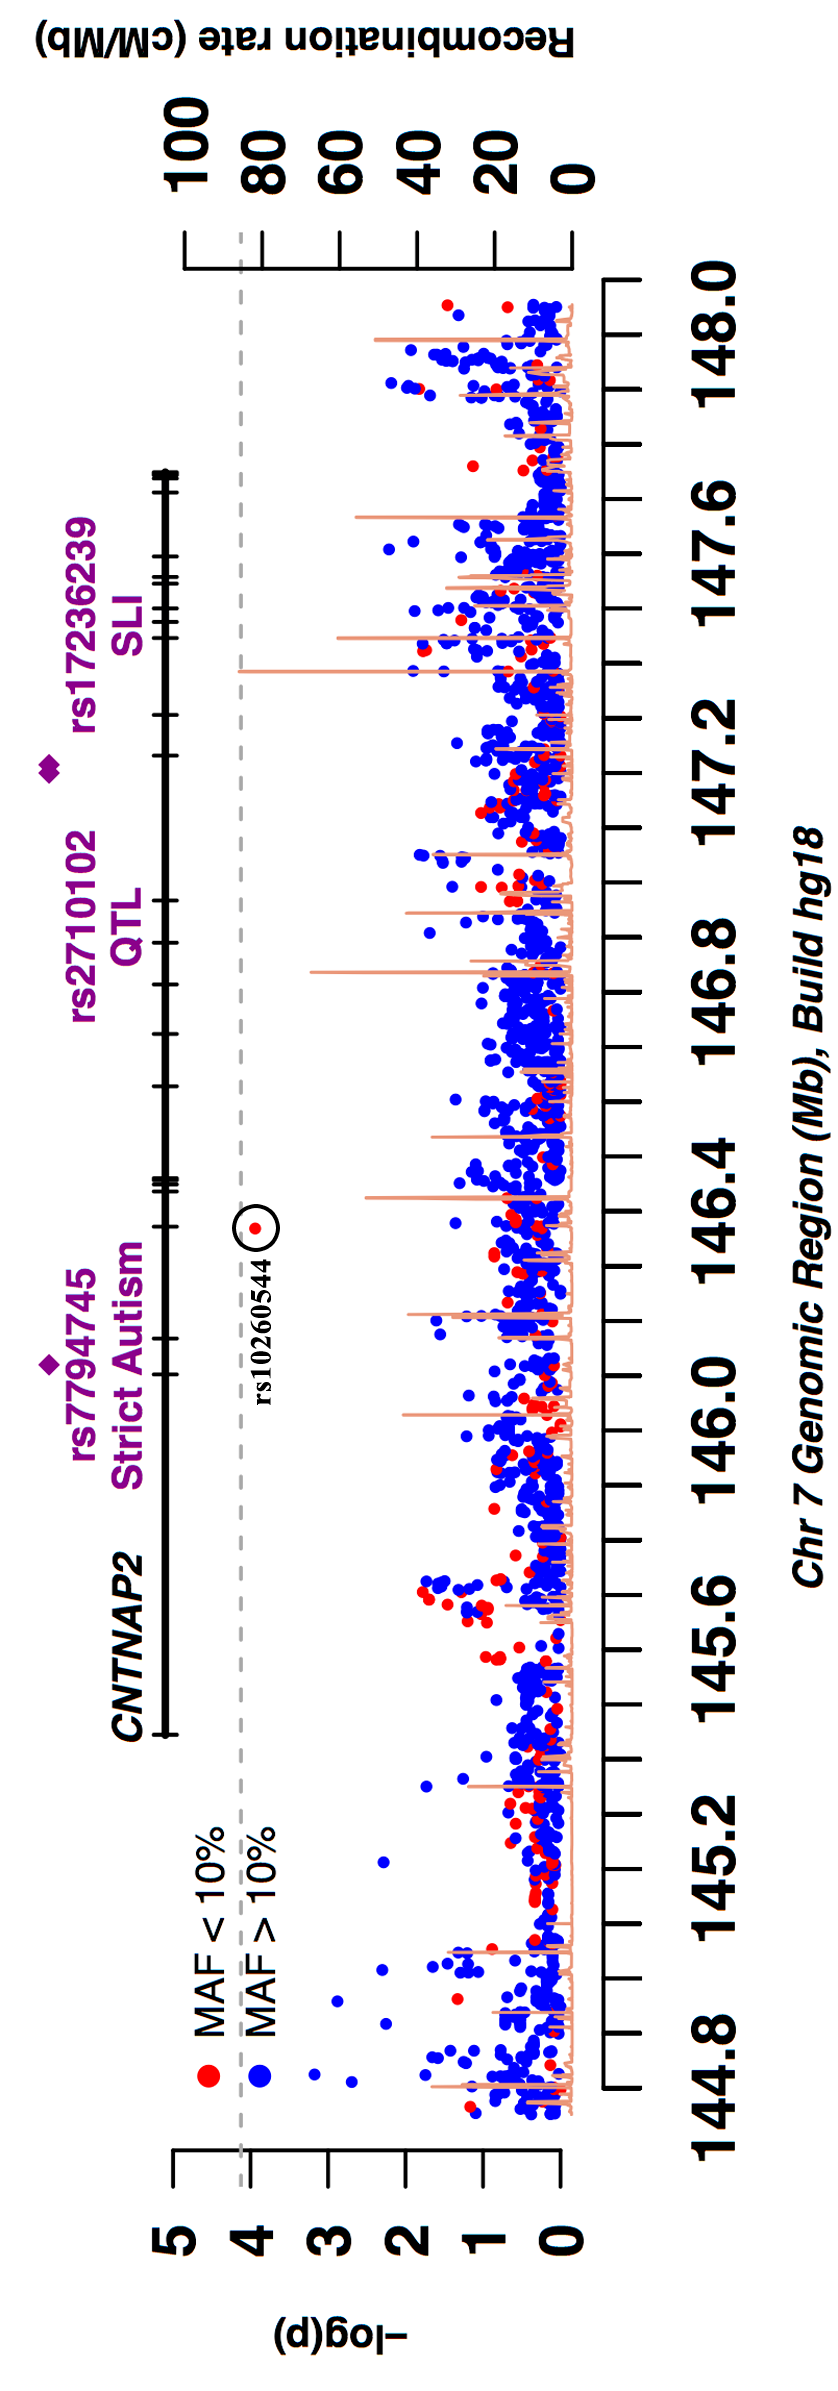 rs7794745
Strict Autism
rs2710102
QTL
rs17236239
SLI
CNTNAP2
MAF < 10%
MAF > 10%
rs10260544
−log(p)
5
4
3
2
1
0
Recombination rate (cM/Mb)
100
80
60
40
20
0
144.8
145.2
145.6
146.0
146.4
146.8
147.2
147.6
148.0
Chr 7 Genomic Region (Mb), Build hg18